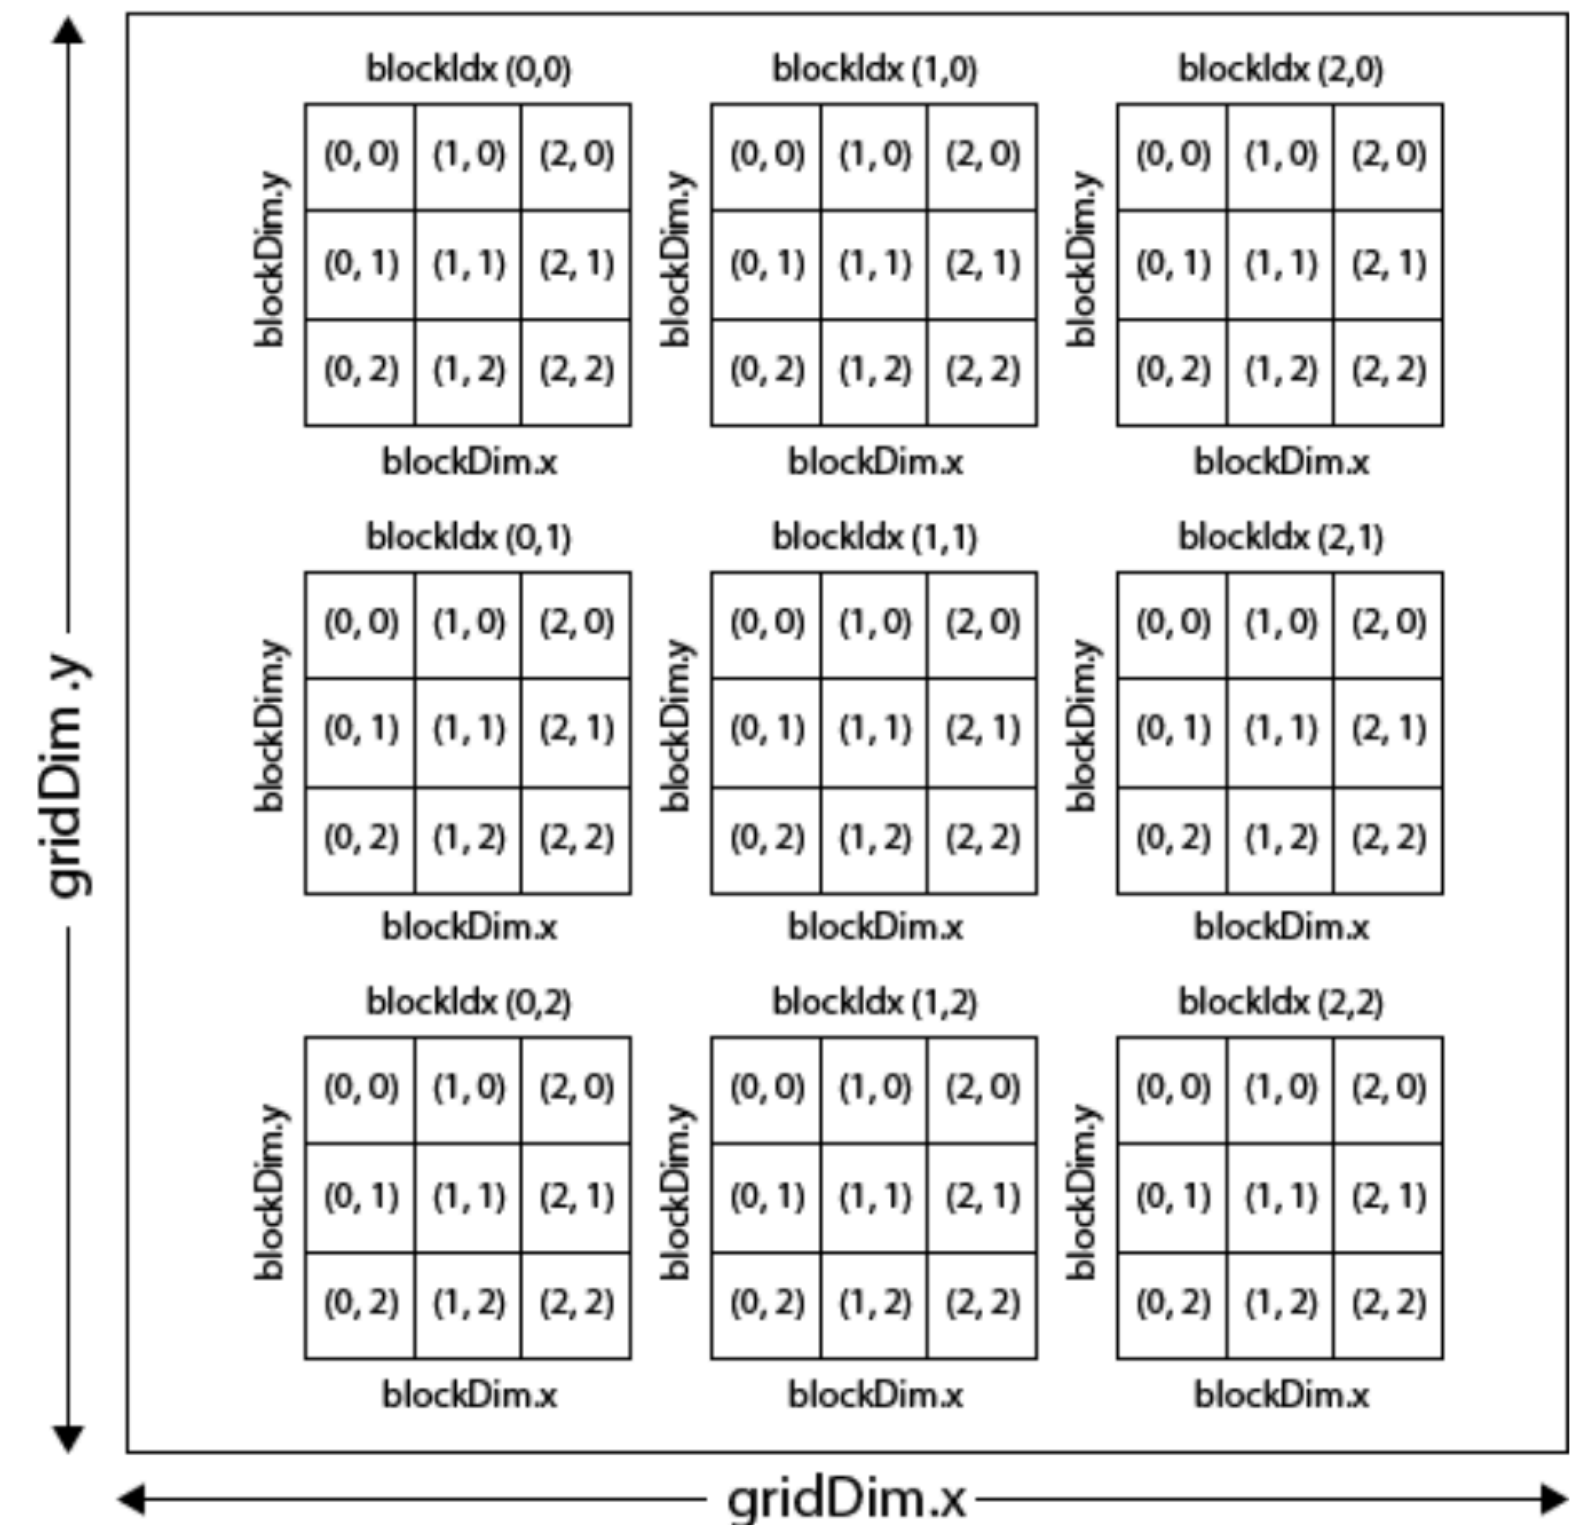 blockIdx (0,0) blockIdx (1,0) blockIdx (2,0)
blockDim.y (0, 0) (1, 0) (2, 0) blockDim.y (0, 0) (1, 0) (2, 0) blockDim.y (0, 0) (1, 0) (2, 0)
(0, 1) (1, 1) (2, 1) (0, 1) (1, 1) (2, 1) (0, 1) (1, 1) (2, 1)
(0, 2) (1, 2) (2, 2) (0, 2) (1, 2) (2, 2) (0, 2) (1, 2) (2, 2)
blockDim.x blockDim.x blockDim.x
blockIdx (0,1) blockIdx (1,1) blockIdx (2,1)
gridDim .y
blockDim.y (0, 0) (1, 0) (2, 0) blockDim.y (0, 0) (1, 0) (2, 0) blockDim.y (0, 0) (1, 0) (2, 0)
(0, 1) (1, 1) (2, 1) (0, 1) (1, 1) (2, 1) (0, 1) (1, 1) (2, 1)
(0, 2) (1, 2) (2, 2) (0, 2) (1, 2) (2, 2) (0, 2) (1, 2) (2, 2)
blockDim.x blockDim.x blockDim.x
blockIdx (0,2) blockIdx (1,2) blockIdx (2,2)
blockDim.y (0, 0) (1, 0) (2, 0) blockDim.y (0, 0) (1, 0) (2, 0) blockDim.y (0, 0) (1, 0) (2, 0)
(0, 1) (1, 1) (2, 1) (0, 1) (1, 1) (2, 1) (0, 1) (1, 1) (2, 1)
(0, 2) (1, 2) (2, 2) (0, 2) (1, 2) (2, 2) (0, 2) (1, 2) (2, 2)
blockDim.x blockDim.x blockDim.x
gridDim.x